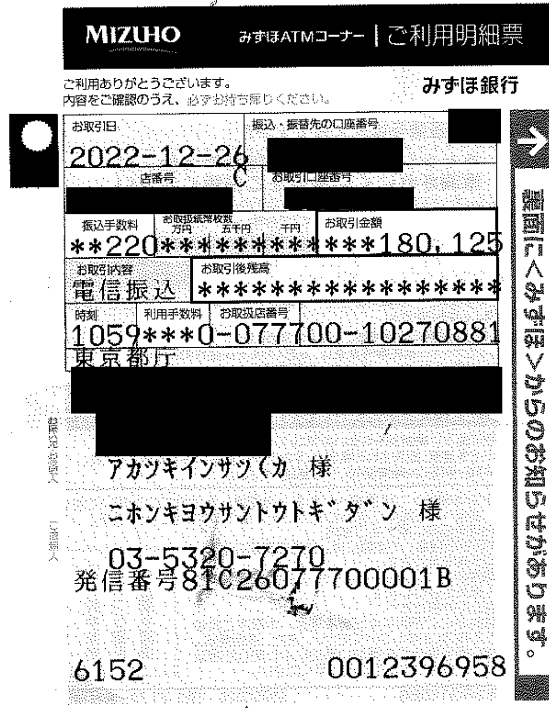 MIZUHO みずほATMコーナー ご利用明細票
ご利用ありがとうございます。
内容をご確認のうえ、必ずお持ち帰りください。
みずほ銀行
お取引日 振込・振替先の口座番号
2022-12-26
店番号 C お取引口座番号
振込手数料 お取扱紙幣枚数 万円 五千円 千円 お取引金額
**220************180,125
お取引内容 お取引後残高
電信振込 *****************
時刻 利用手数料 お取扱店番号
1059***0-077700-10270881
東京都庁
アカツキインサツ(カ 様
ニホンキヨウサントウトギダン 様
03-5320-7270
発信番号81C26077700001B
6152 0012396958
裏面に<みずほ>からのお知らせがあります。